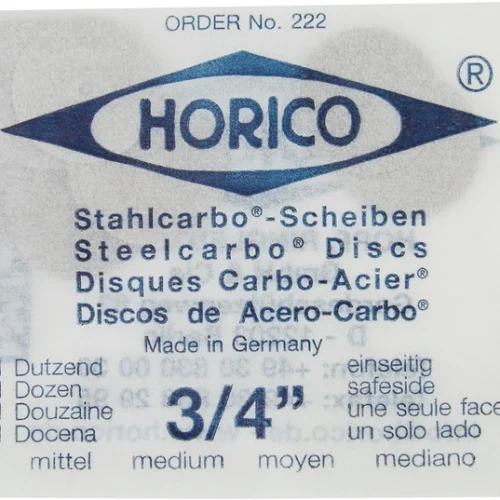 ORDER No. 222
HORICO ®
Stahlcarbo®-Scheiben
Steelcarbo® Discs
Disques Carbo-Acier®
Discos de Acero-Carbo®
Made in Germany
Dutzend
Dozen
Douzaine
Docena
3/4”
einseitig
safeside
une seule face
un solo lado
mittel medium moyen mediano